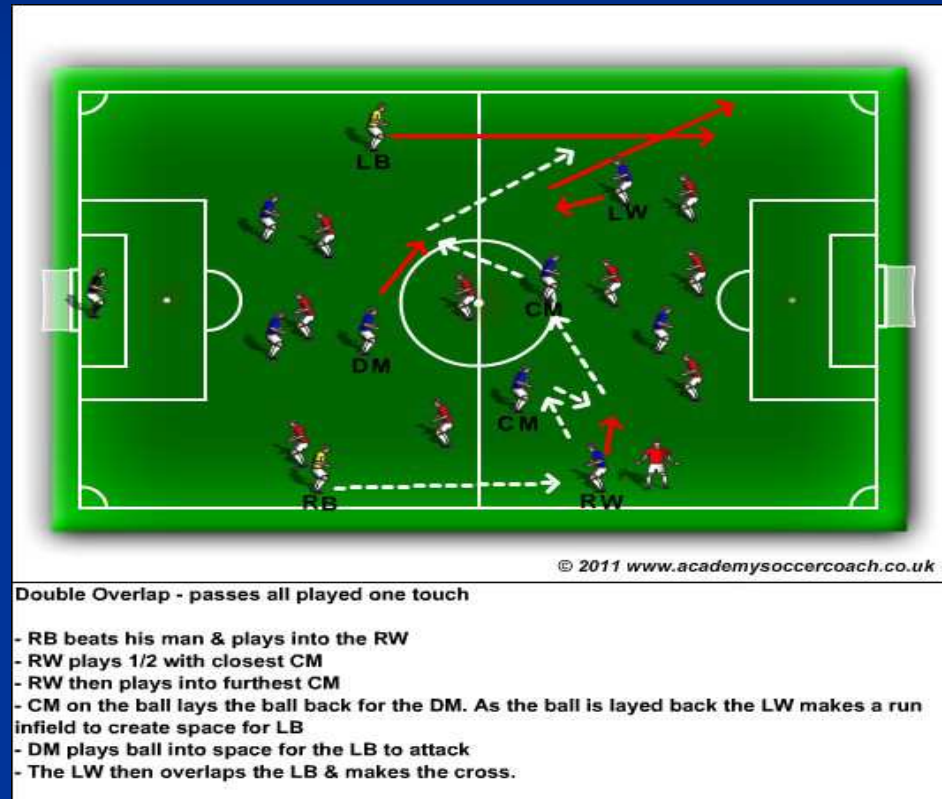 LB
LW
CM
DM
CM
RB
RW
© 2011 www.academysoccercoach.co.uk
Double Overlap - passes all played one touch
- RB beats his man & plays into the RW
- RW plays 1/2 with closest CM
- RW then plays into furthest CM
- CM on the ball lays the ball back for the DM. As the ball is layed back the LW makes a run
infield to create space for LB
- DM plays ball into space for the LB to attack
- The LW then overlaps the LB & makes the cross.